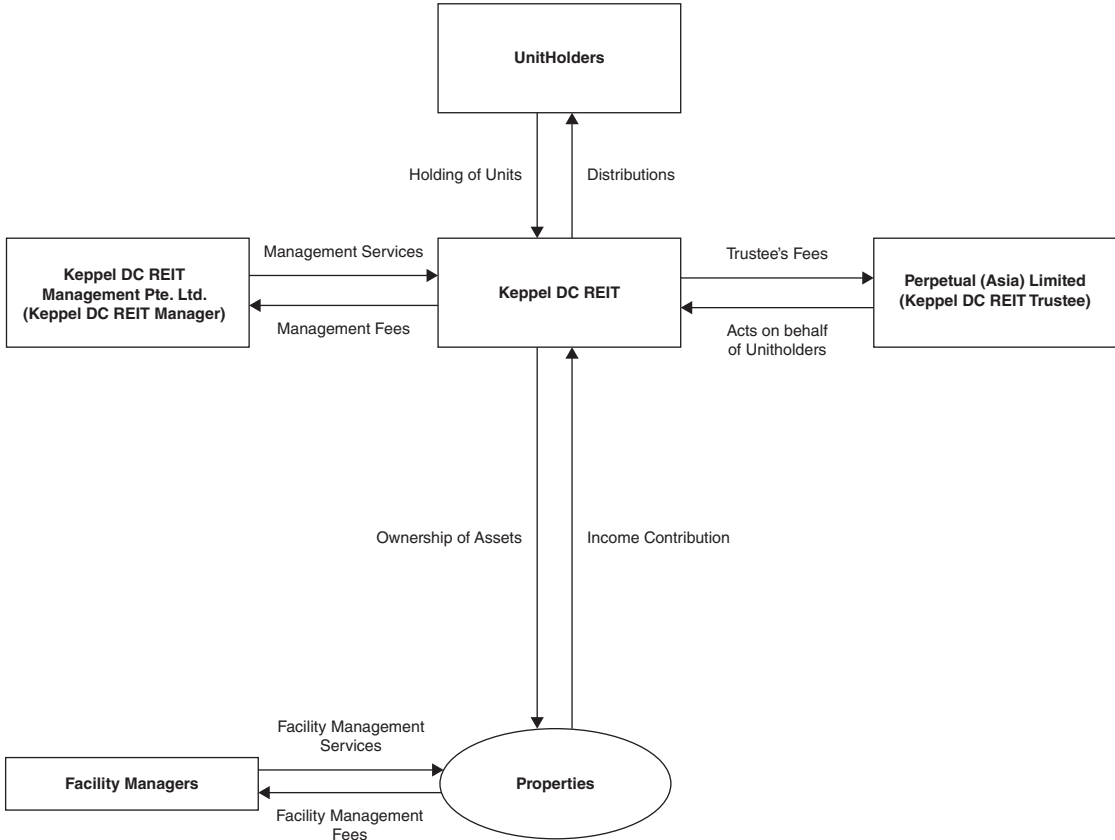 UnitHolders
Holding of Units
Distributions
Keppel DC REIT
Management Pte. Ltd.
(Keppel DC REIT Manager)
Management Services
Management Fees
Keppel DC REIT
Trustee's Fees
Acts on behalf
of Unitholders
Perpetual (Asia) Limited
(Keppel DC REIT Trustee)
Ownership of Assets
Income Contribution
Facility Managers
Facility Management
Services
Facility Management
Fees
Properties